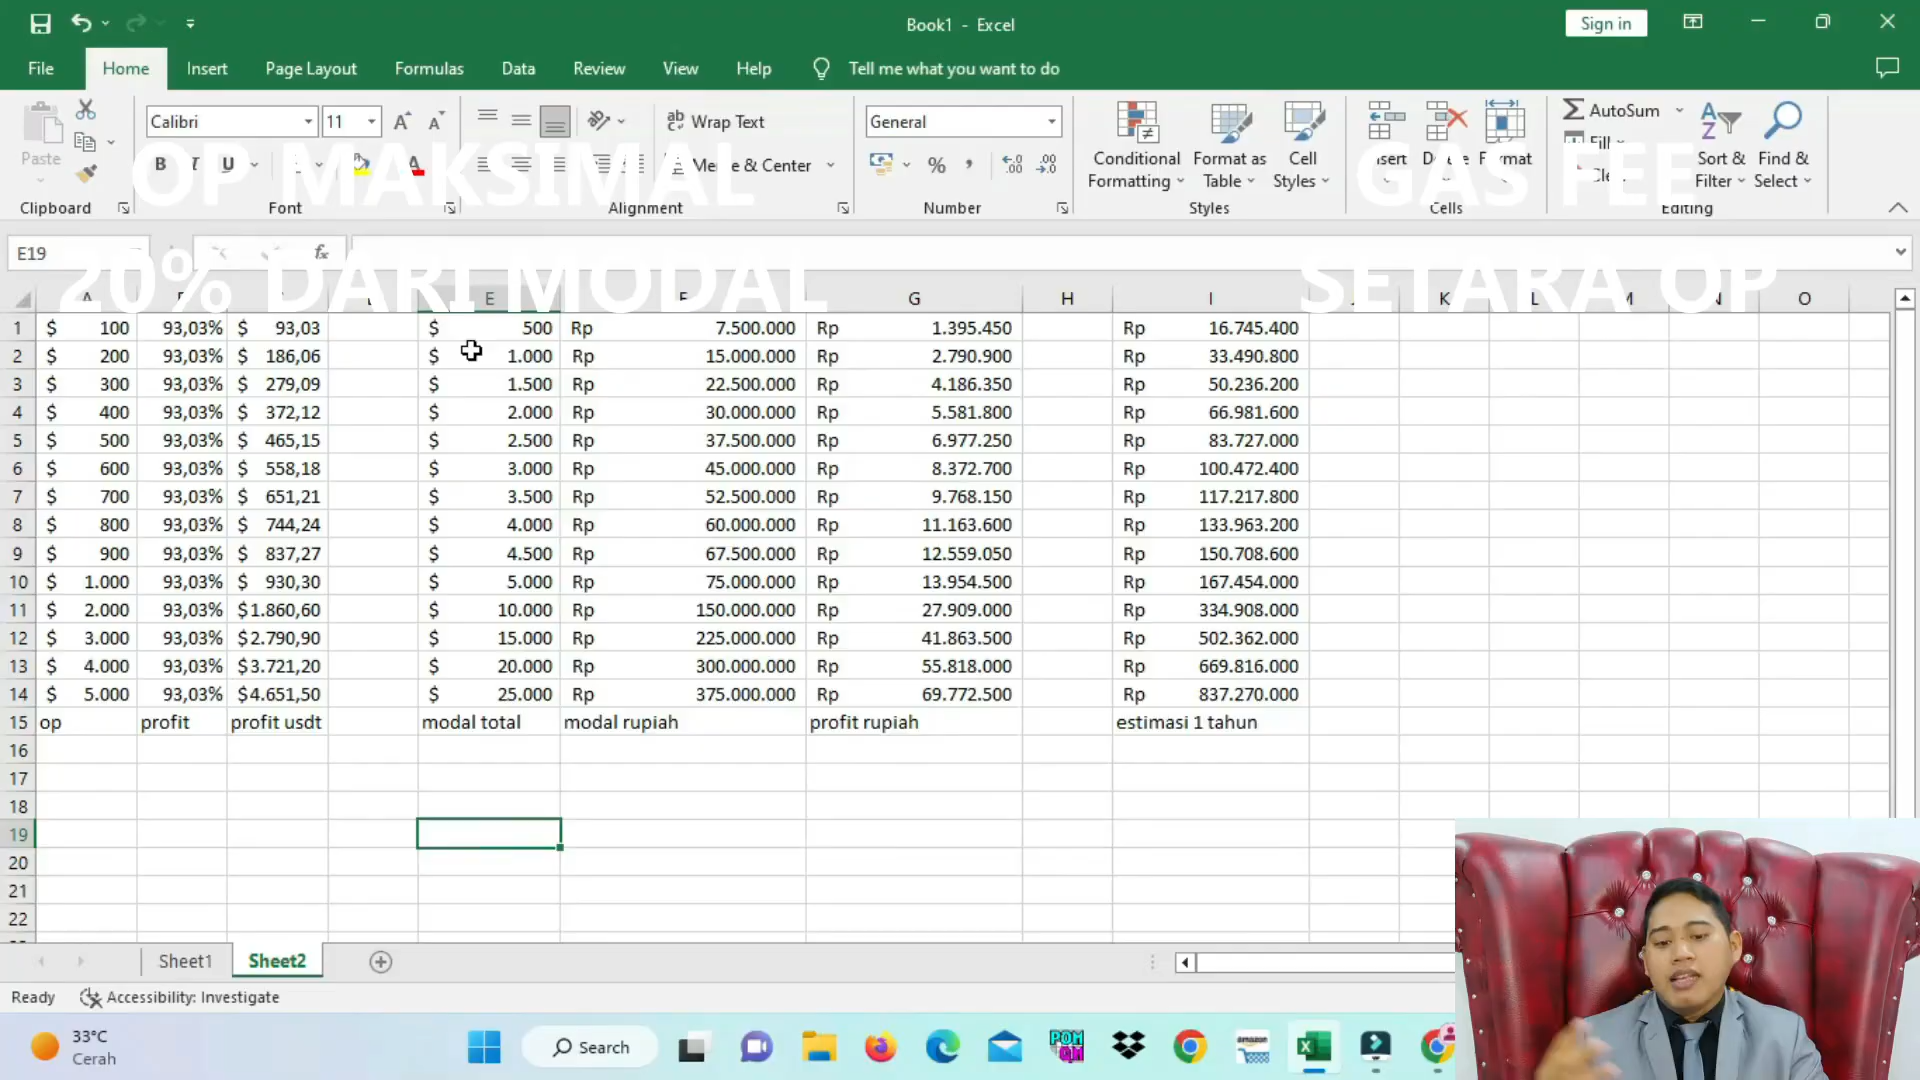 Book1 - Excel
Sign in
File Home Insert Page Layout Formulas Data Review View Help Tell me what you want to do
Paste
Calibri 11
Wrap Text
Merge & Center
General
Conditional Formatting
Format as Table
Cell Styles
Insert Delete Format
AutoSum
Fill
Clear
Sort & Filter
Find & Select
Clipboard Font Alignment Number Styles Cells Editing
OP MAKSIMAL
20% DARI MODAL
GAS FEE
SETARA OP
E19 fx
A E F G H I K L M N O
1 $ 100 93,03% $ 93,03 $ 500 Rp 7.500.000 Rp 1.395.450 Rp 16.745.400
2 $ 200 93,03% $ 186,06 $ 1.000 Rp 15.000.000 Rp 2.790.900 Rp 33.490.800
3 $ 300 93,03% $ 279,09 $ 1.500 Rp 22.500.000 Rp 4.186.350 Rp 50.236.200
4 $ 400 93,03% $ 372,12 $ 2.000 Rp 30.000.000 Rp 5.581.800 Rp 66.981.600
5 $ 500 93,03% $ 465,15 $ 2.500 Rp 37.500.000 Rp 6.977.250 Rp 83.727.000
6 $ 600 93,03% $ 558,18 $ 3.000 Rp 45.000.000 Rp 8.372.700 Rp 100.472.400
7 $ 700 93,03% $ 651,21 $ 3.500 Rp 52.500.000 Rp 9.768.150 Rp 117.217.800
8 $ 800 93,03% $ 744,24 $ 4.000 Rp 60.000.000 Rp 11.163.600 Rp 133.963.200
9 $ 900 93,03% $ 837,27 $ 4.500 Rp 67.500.000 Rp 12.559.050 Rp 150.708.600
10 $ 1.000 93,03% $ 930,30 $ 5.000 Rp 75.000.000 Rp 13.954.500 Rp 167.454.000
11 $ 2.000 93,03% $1.860,60 $ 10.000 Rp 150.000.000 Rp 27.909.000 Rp 334.908.000
12 $ 3.000 93,03% $2.790,90 $ 15.000 Rp 225.000.000 Rp 41.863.500 Rp 502.362.000
13 $ 4.000 93,03% $3.721,20 $ 20.000 Rp 300.000.000 Rp 55.818.000 Rp 669.816.000
14 $ 5.000 93,03% $4.651,50 $ 25.000 Rp 375.000.000 Rp 69.772.500 Rp 837.270.000
15 op profit profit usdt modal total modal rupiah profit rupiah estimasi 1 tahun
16
17
18
19
20
21
22
Sheet1 Sheet2
Ready Accessibility: Investigate
33°C
Cerah
Search
POM QM
amazon